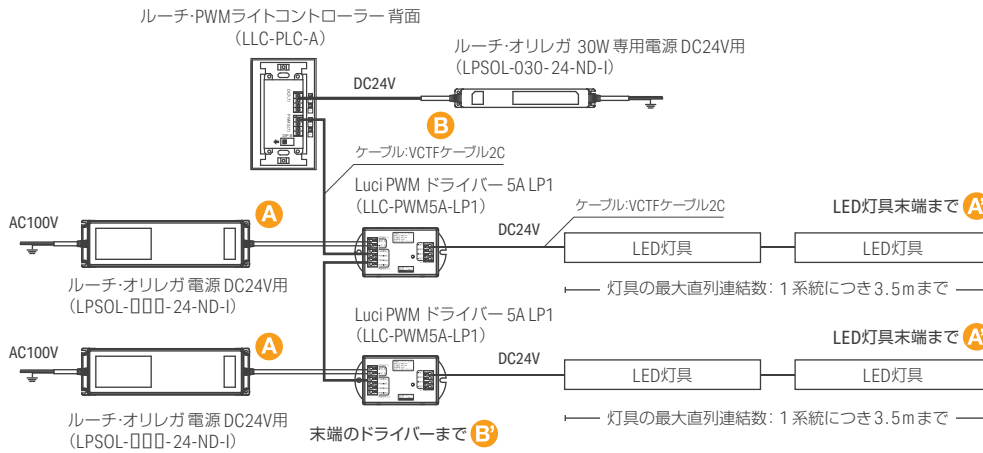 ルーチ･PWMライトコントローラー 背面
(LLC-PLC-A)
ルーチ･オリレガ 30W 専用電源 DC24V用
(LPSOL-030-24-ND-I)
DC24V
B
ケーブル:VCTFケーブル2C
Luci PWM ドライバー 5A LP1
(LLC-PWM5A-LP1)
AC100V
A
DC24V
ケーブル:VCTFケーブル2C
LED灯具末端まで A'
LED灯具
LED灯具
ルーチ･オリレガ 電源 DC24V用
(LPSOL-□□□-24-ND-I)
灯具の最大直列連結数: 1系統につき3.5mまで
Luci PWM ドライバー 5A LP1
(LLC-PWM5A-LP1)
AC100V
A
DC24V
LED灯具末端まで A'
LED灯具
LED灯具
ルーチ･オリレガ 電源 DC24V用
(LPSOL-□□□-24-ND-I)
末端のドライバーまで B'
灯具の最大直列連結数: 1系統につき3.5mまで